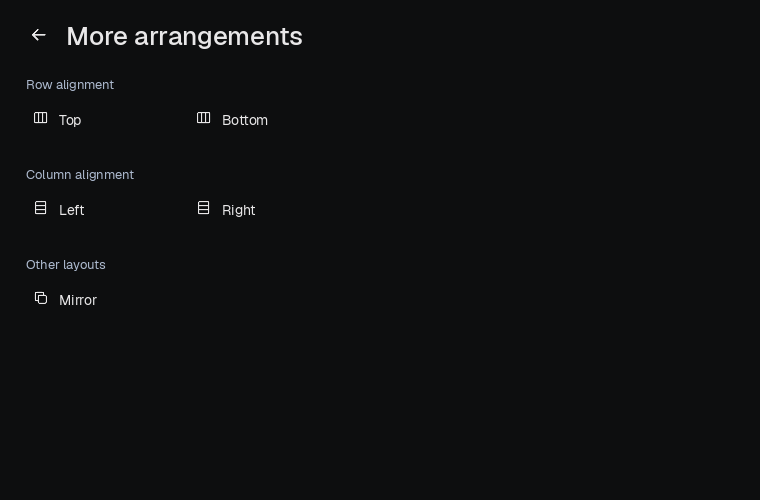 More arrangements
Row alignment
Top Bottom
Column alignment
Left Right
Other layouts
Mirror